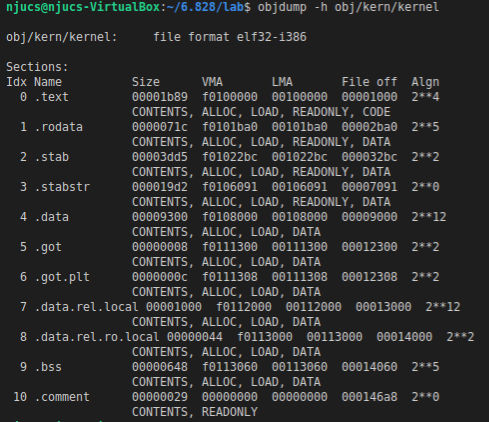 njucs@njucs-VirtualBox:~/6.828/lab$ objdump -h obj/kern/kernel

obj/kern/kernel:     file format elf32-i386

Sections:
Idx Name          Size      VMA       LMA       File off  Algn
  0 .text         00001b89  f0100000  00100000  00001000  2**4
                  CONTENTS, ALLOC, LOAD, READONLY, CODE
  1 .rodata       0000071c  f0101ba0  00101ba0  00002ba0  2**5
                  CONTENTS, ALLOC, LOAD, READONLY, DATA
  2 .stab         00003dd5  f01022bc  001022bc  000032bc  2**2
                  CONTENTS, ALLOC, LOAD, READONLY, DATA
  3 .stabstr      000019d2  f0106091  00106091  00007091  2**0
                  CONTENTS, ALLOC, LOAD, READONLY, DATA
  4 .data         00009300  f0108000  00108000  00009000  2**12
                  CONTENTS, ALLOC, LOAD, DATA
  5 .got          00000008  f0111300  00111300  00012300  2**2
                  CONTENTS, ALLOC, LOAD, DATA
  6 .got.plt      0000000c  f0111308  00111308  00012308  2**2
                  CONTENTS, ALLOC, LOAD, DATA
  7 .data.rel.local 00001000  f0112000  00112000  00013000  2**12
                  CONTENTS, ALLOC, LOAD, DATA
  8 .data.rel.ro.local 00000044  f0113000  00113000  00014000  2**2
                  CONTENTS, ALLOC, LOAD, DATA
  9 .bss          00000648  f0113060  00113060  00014060  2**5
                  CONTENTS, ALLOC, LOAD, DATA
 10 .comment      00000029  00000000  00000000  000146a8  2**0
                  CONTENTS, READONLY